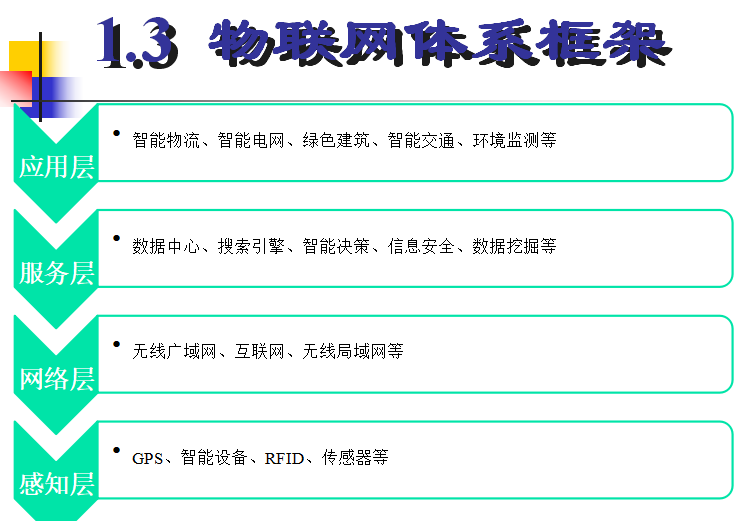 1.3 物联网体系框架
应用层
• 智能物流、智能电网、绿色建筑、智能交通、环境监测等
服务层
• 数据中心、搜索引擎、智能决策、信息安全、数据挖掘等
网络层
• 无线广域网、互联网、无线局域网等
感知层
• GPS、智能设备、RFID、传感器等